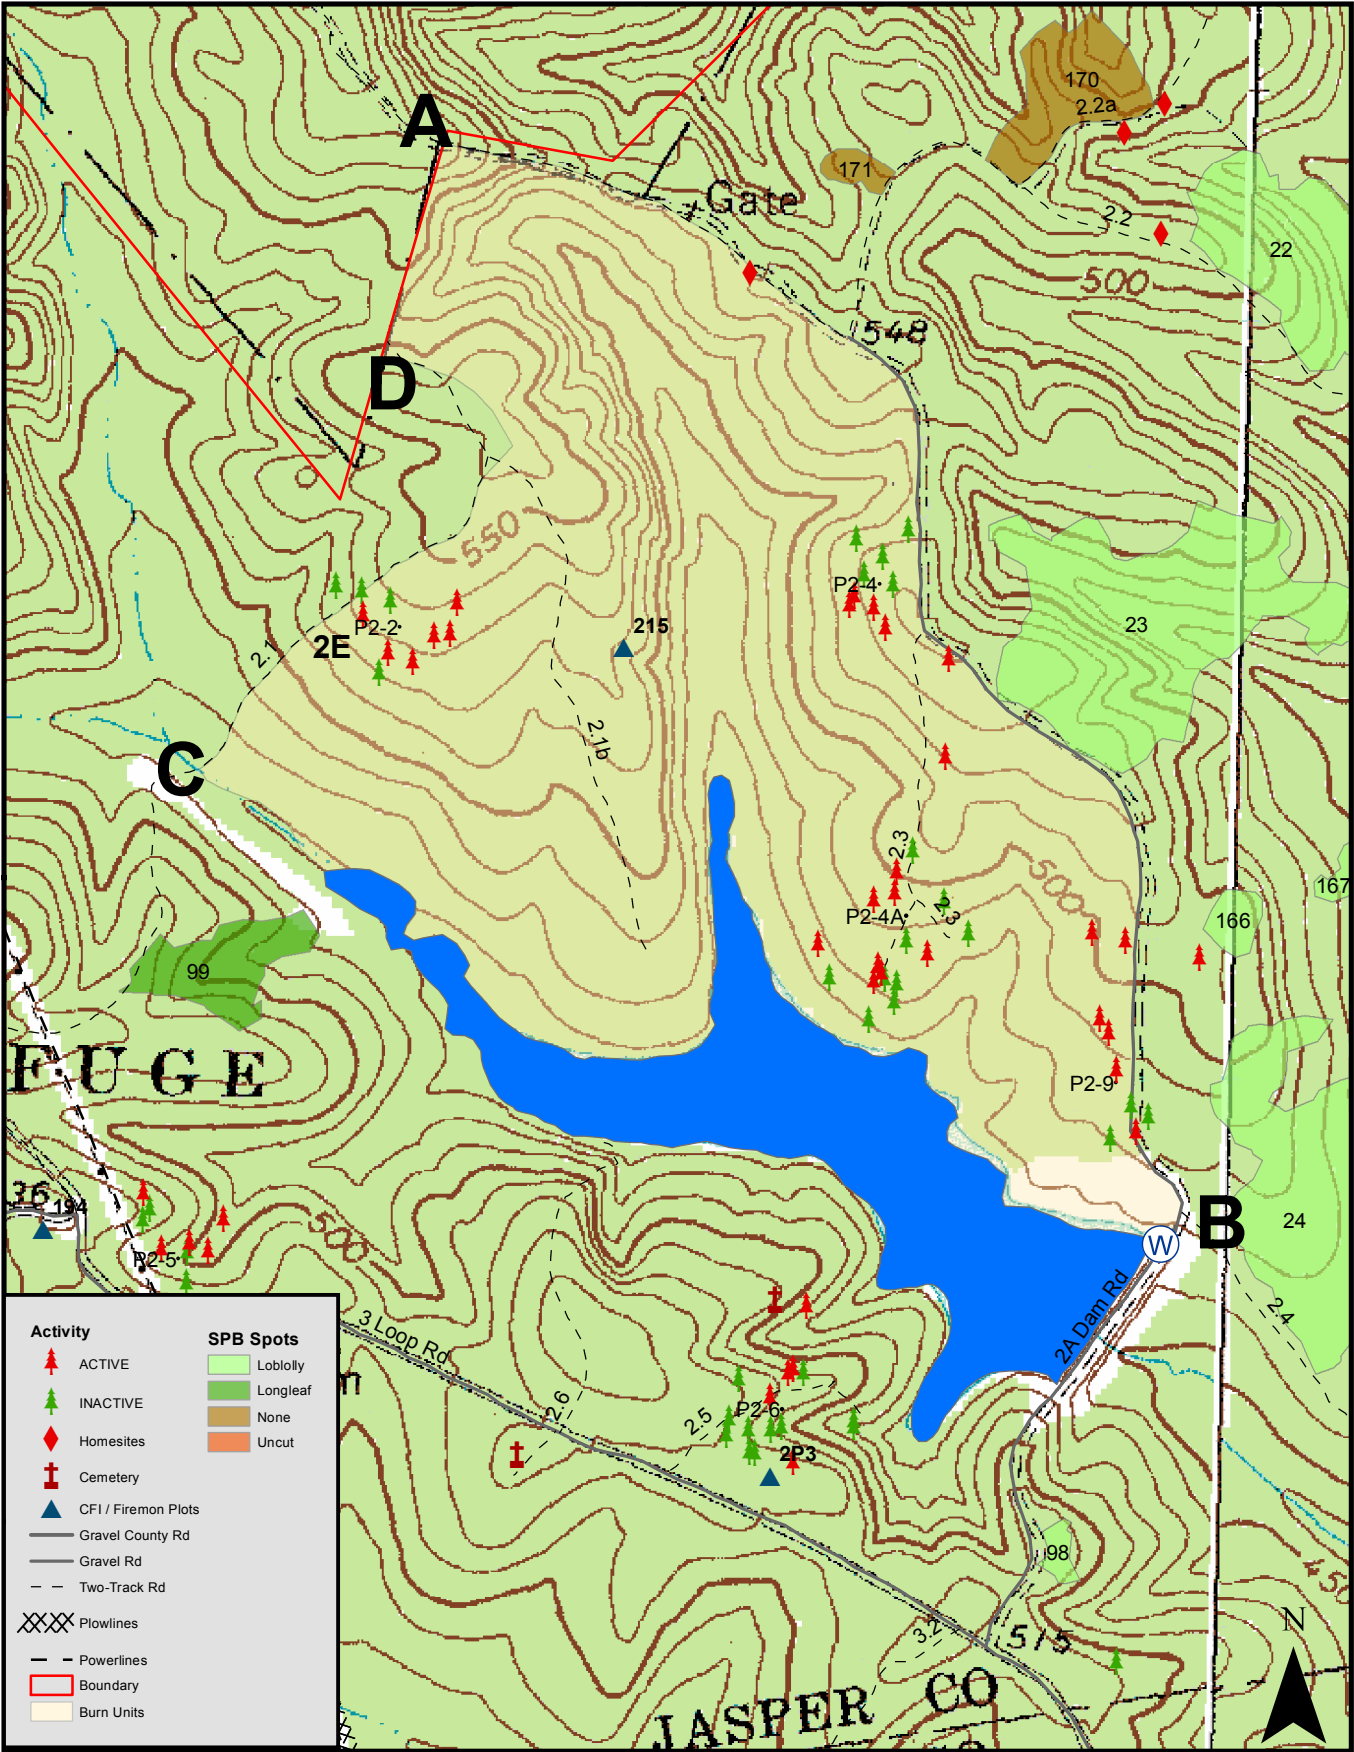 170
2.2a
A
171
Gate
2.2
22
500
548
D
550
P2-4
23
215
P2-2
2E
2.1
2.1b
C
2.3
500
167
P2-4A
2.3
166
99
FUGE
P2-9
36
194
B
W
24
500
P2-5
2.4
2A Dam Rd
3 Loop Rd
m
2.6
2.5
P2-6
2P3
98
450
3.2
515
N
JASPER CO
Activity
ACTIVE
INACTIVE
Homesites
Cemetery
CFI / Firemon Plots
Gravel County Rd
Gravel Rd
Two-Track Rd
Plowlines
Powerlines
Boundary
Burn Units
SPB Spots
Loblolly
Longleaf
None
Uncut